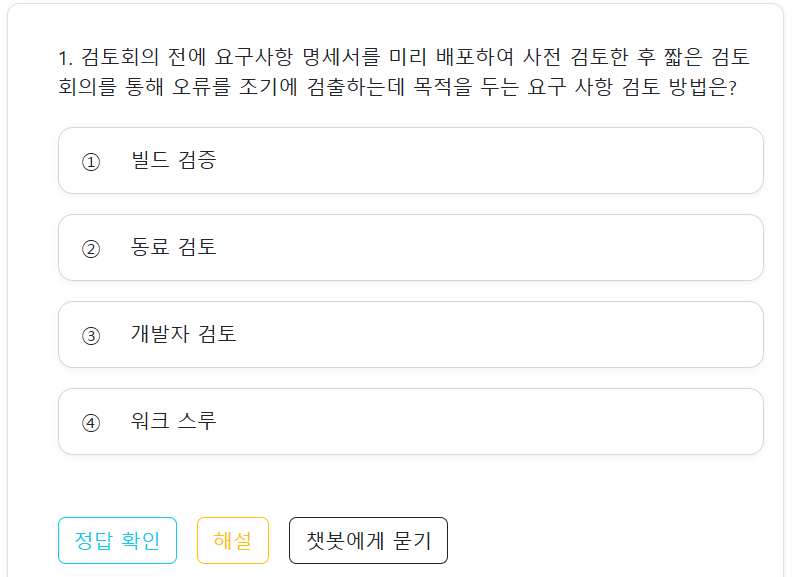 1. 검토회의 전에 요구사항 명세서를 미리 배포하여 사전 검토한 후 짧은 검토
회의를 통해 오류를 조기에 검출하는데 목적을 두는 요구 사항 검토 방법은?
① 빌드 검증
② 동료 검토
③ 개발자 검토
④ 워크 스루
정답 확인 해설 챗봇에게 묻기